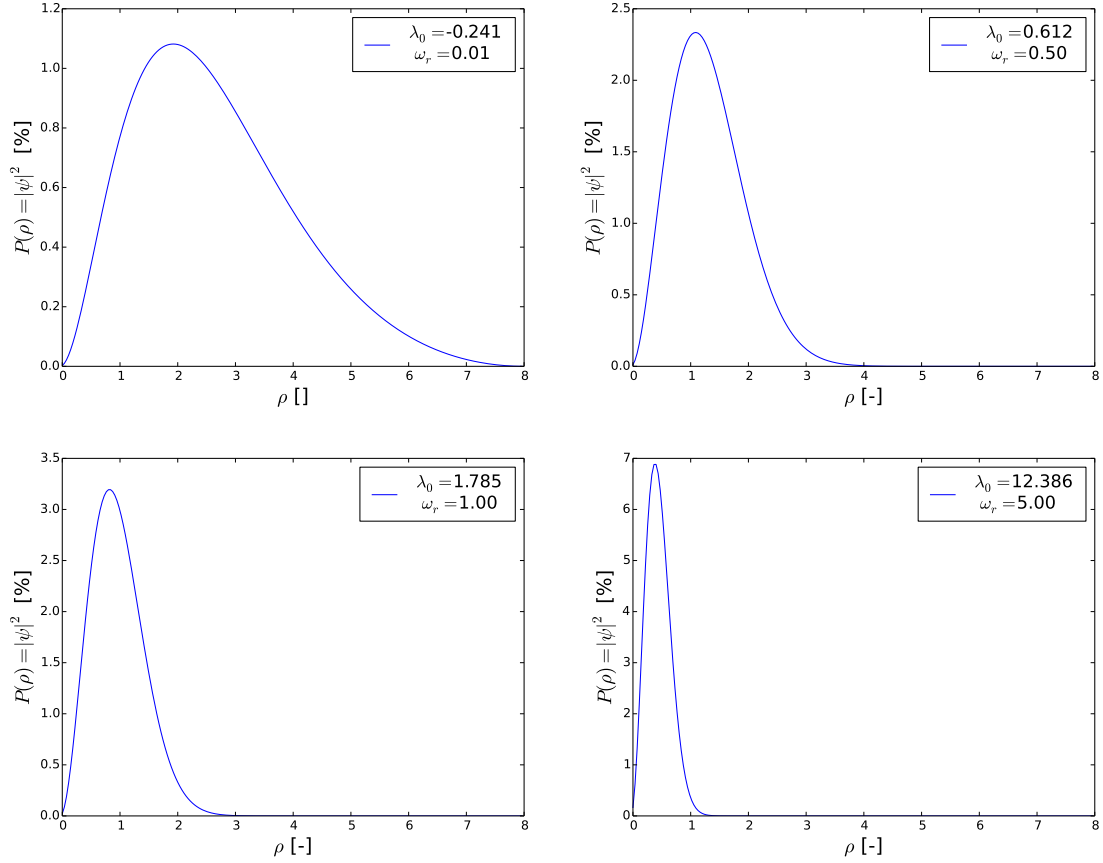 1.2
1.0
0.8
0.6
0.4
0.2
0.0
P(ρ) = |ψ|² [%]
λ₀ =-0.241
ωᵣ =0.01
0 1 2 3 4 5 6 7 8
ρ []
2.5
2.0
1.5
1.0
0.5
0.0
P(ρ) = |ψ|² [%]
λ₀ =0.612
ωᵣ =0.50
0 1 2 3 4 5 6 7 8
ρ [-]
3.5
3.0
2.5
2.0
1.5
1.0
0.5
0.0
P(ρ) = |ψ|² [%]
λ₀ =1.785
ωᵣ =1.00
0 1 2 3 4 5 6 7 8
ρ [-]
7
6
5
4
3
2
1
0
P(ρ) = |ψ|² [%]
λ₀ =12.386
ωᵣ =5.00
0 1 2 3 4 5 6 7 8
ρ [-]